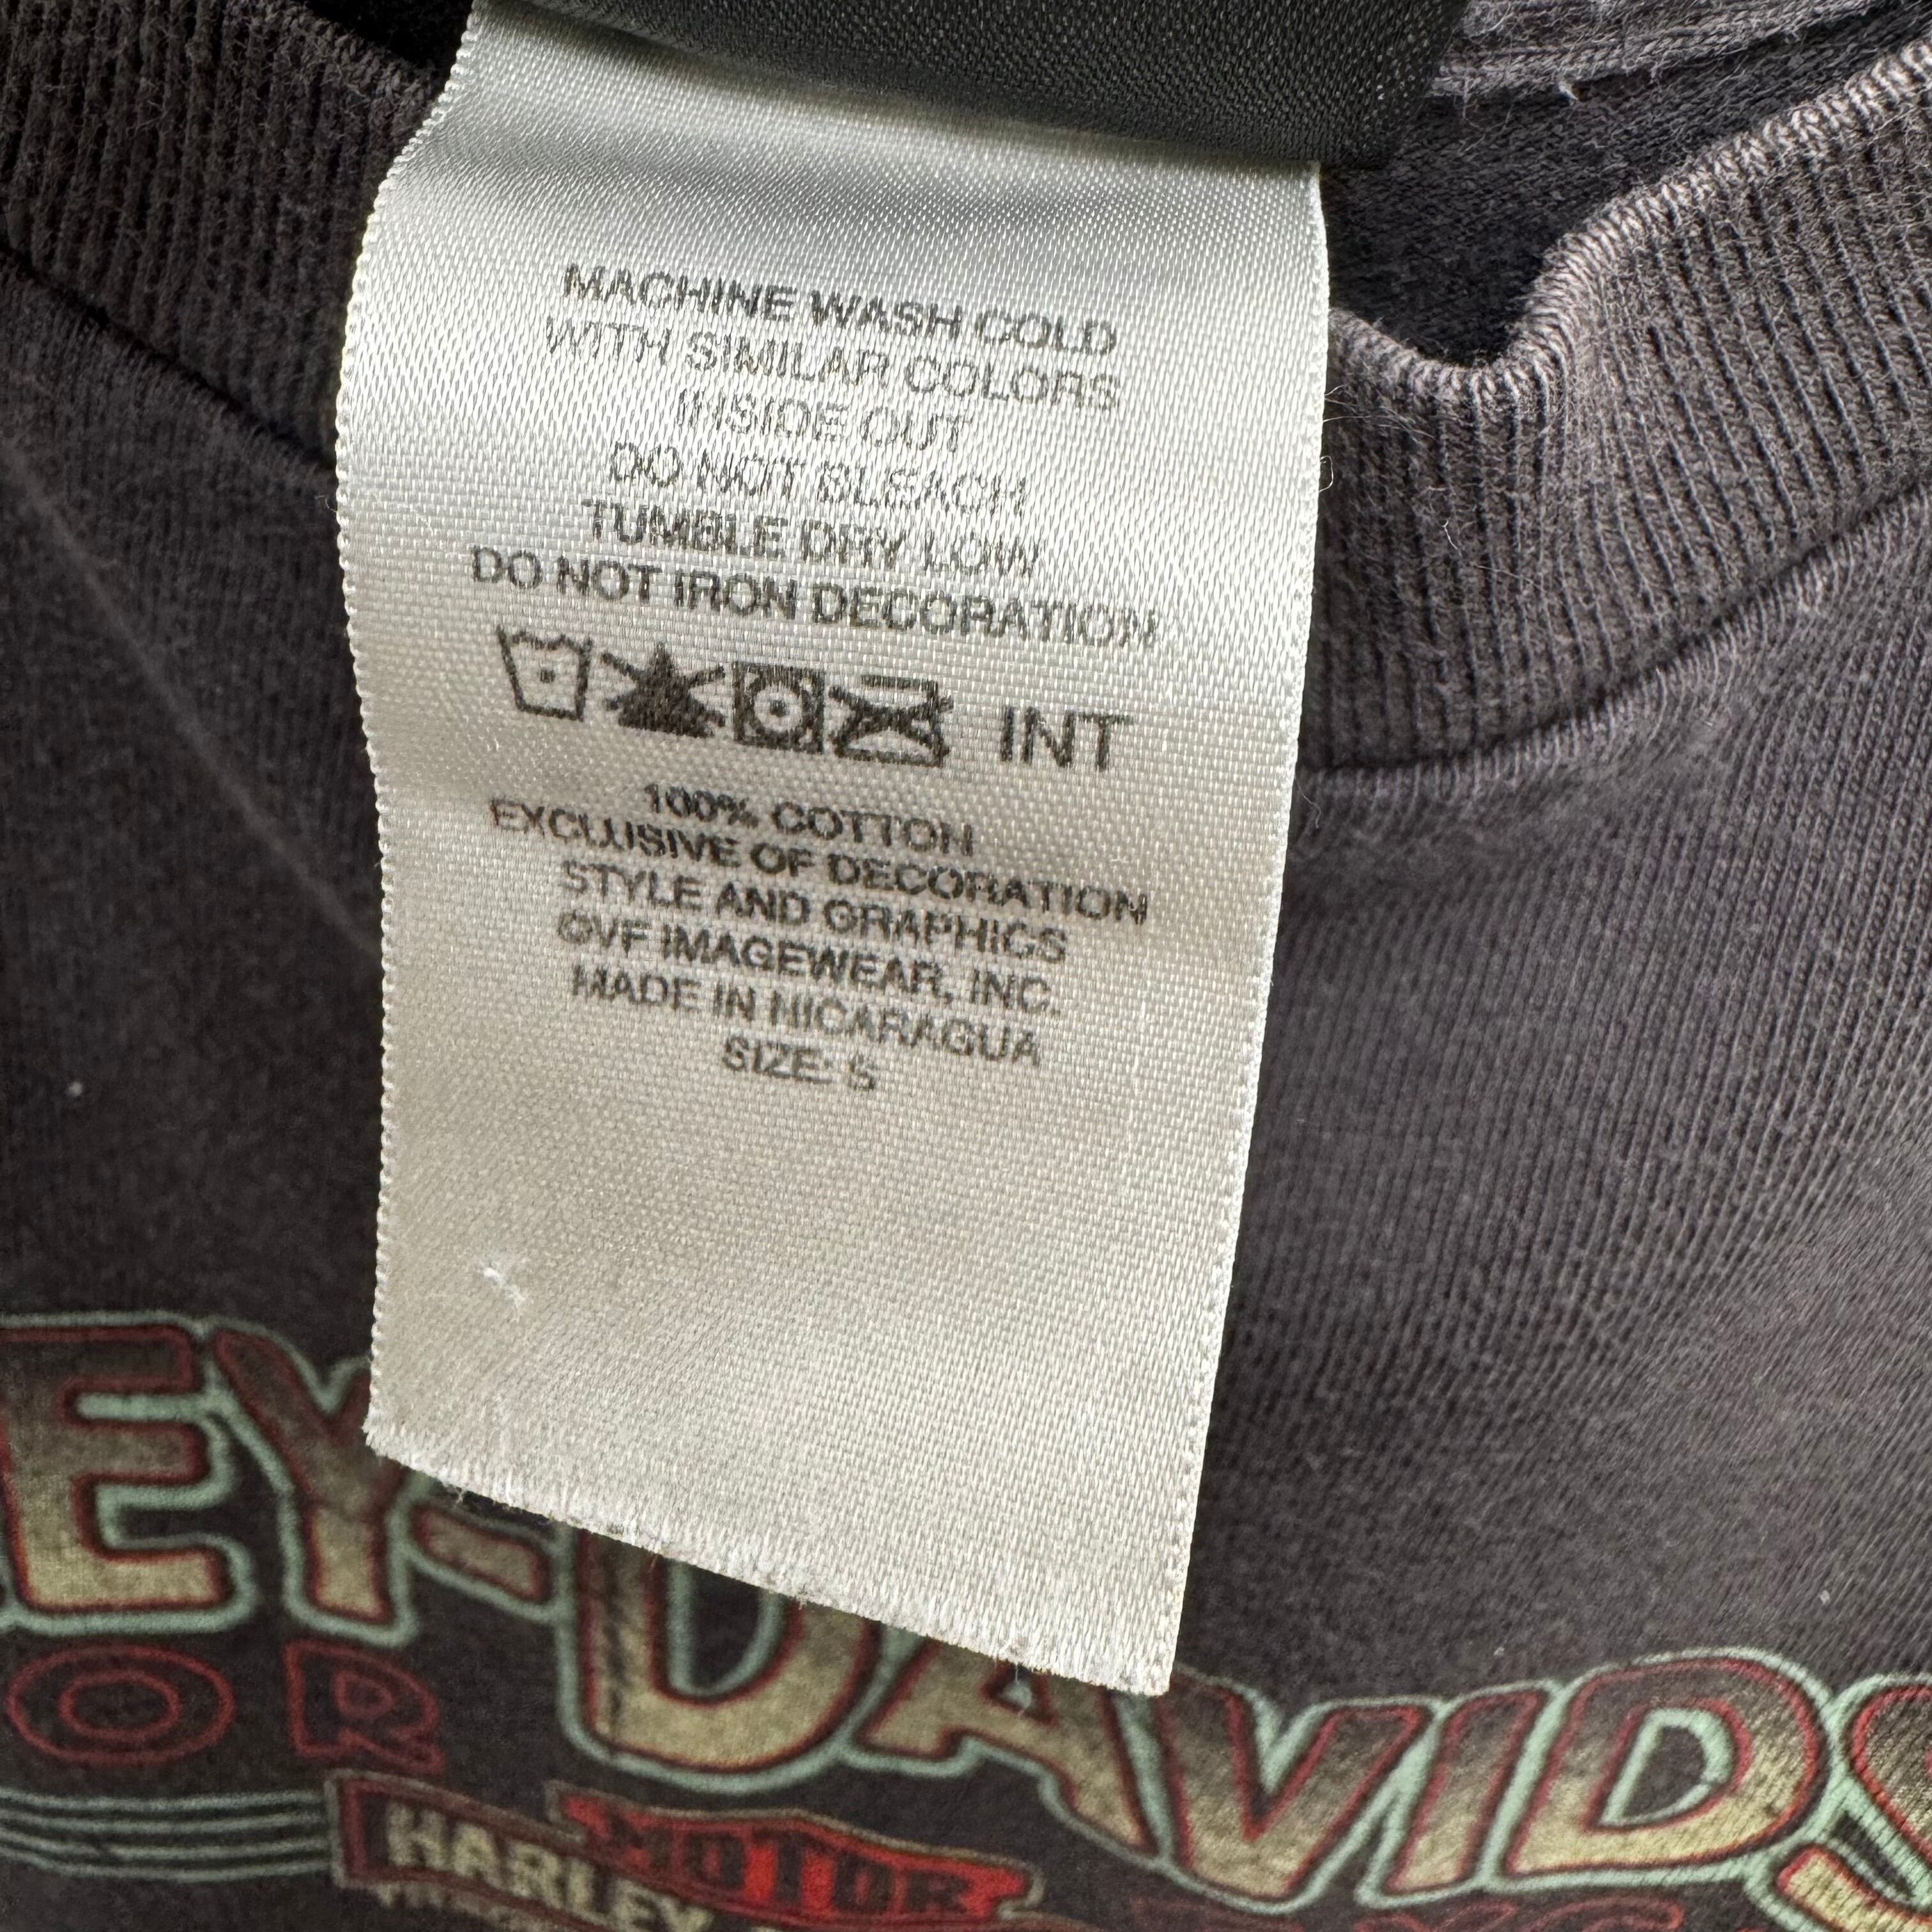 MACHINE WASH COLD
WITH SIMILAR COLORS
INSIDE OUT
DO NOT BLEACH
TUMBLE DRY LOW
DO NOT IRON DECORATION
INT
100% COTTON
EXCLUSIVE OF DECORATION
STYLE AND GRAPHICS
©VF IMAGEWEAR, INC.
MADE IN NICARAGUA
SIZE: S
EY-DAVIDS
OR
MOTOR
HARLEY